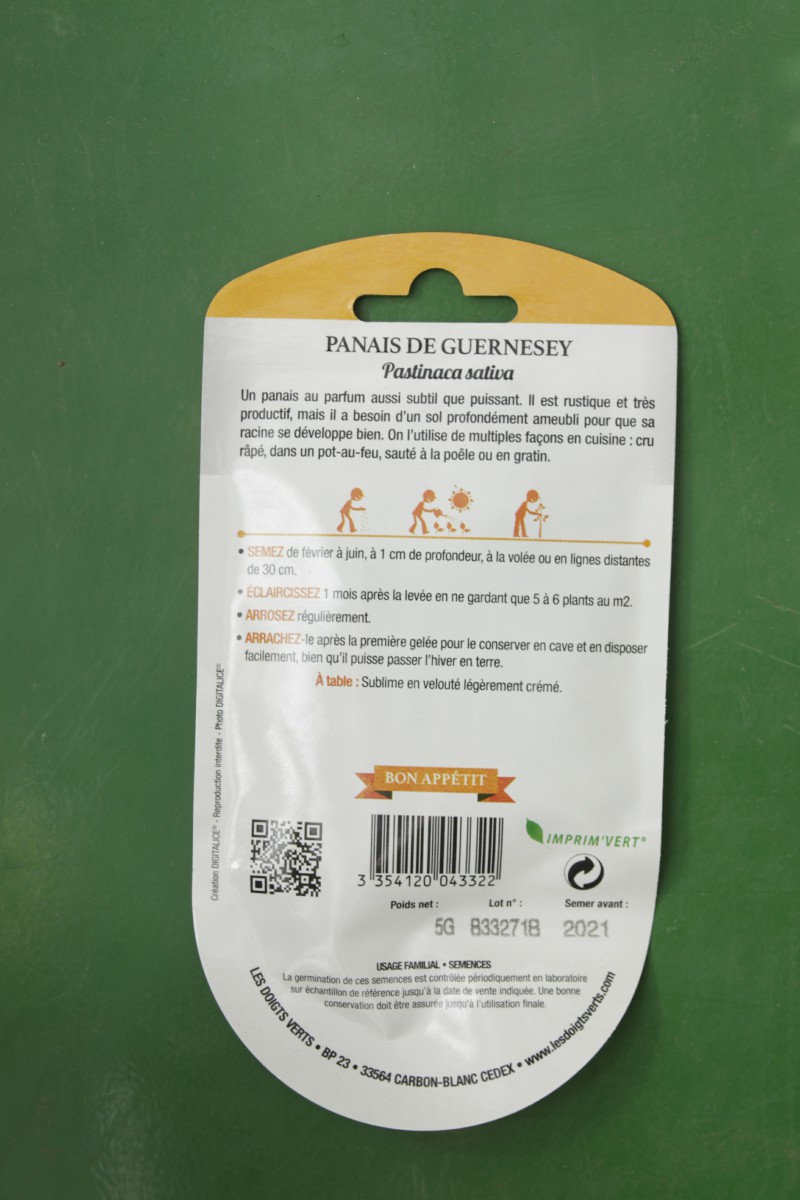 PANAIS DE GUERNESEY
Pastinaca sativa
Un panais au parfum aussi subtil que puissant. Il est rustique et très
productif, mais il a besoin d'un sol profondément ameubli pour que sa
racine se développe bien. On l'utilise de multiples façons en cuisine : cru
râpé, dans un pot-au-feu, sauté à la poêle ou en gratin.
• SEMEZ de février à juin, à 1 cm de profondeur, à la volée ou en lignes distantes
de 30 cm.
• ÉCLAIRCISSEZ 1 mois après la levée en ne gardant que 5 à 6 plants au m2.
• ARROSEZ régulièrement.
• ARRACHEZ-le après la première gelée pour le conserver en cave et en disposer
facilement, bien qu'il puisse passer l'hiver en terre.
À table : Sublime en velouté légèrement crémé.
Création DIGITALICE® - Reproduction interdite - Photo DIGITALICE®
BON APPÉTIT
IMPRIM'VERT®
3 354120 043322
Poids net : Lot n° : Semer avant :
5G B33271B 2021
USAGE FAMILIAL • SEMENCES
La germination de ces semences est contrôlée périodiquement en laboratoire
sur échantillon de référence jusqu'à la date de vente indiquée. Une bonne
conservation doit être assurée jusqu'à l'utilisation finale.
LES DOIGTS VERTS • BP 23 • 33564 CARBON-BLANC CEDEX • www.lesdoigtsverts.com